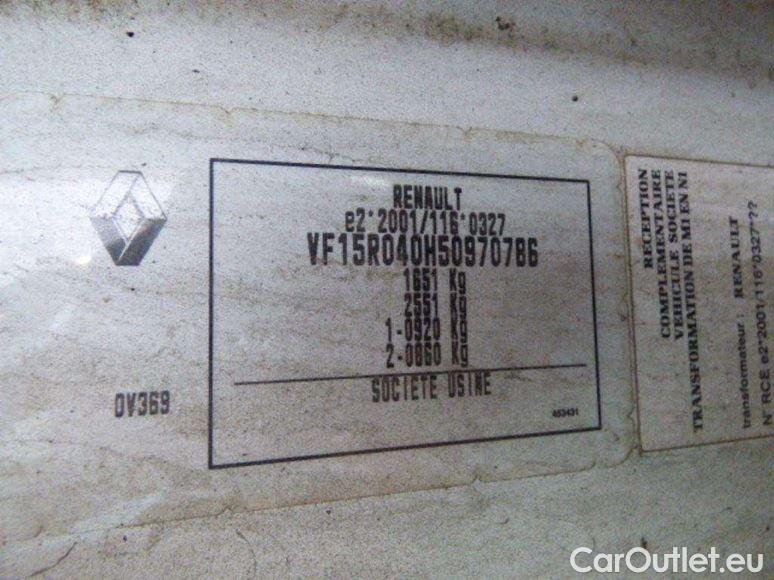 RENAULT
e2*2001/116*0327
VF15R040H50970786
1651 Kg
2551 Kg
1-0920 Kg
2-0860 Kg
SOCIETE USINE
0V369
453431
RECEPTION
COMPLEMENTAIRE
VEHICULE SOCIETE
TRANSFORMATION DE M1 EN N1
transformateur : RENAULT
N° RCE e2*2001/116*0327*??
CarOutlet.eu